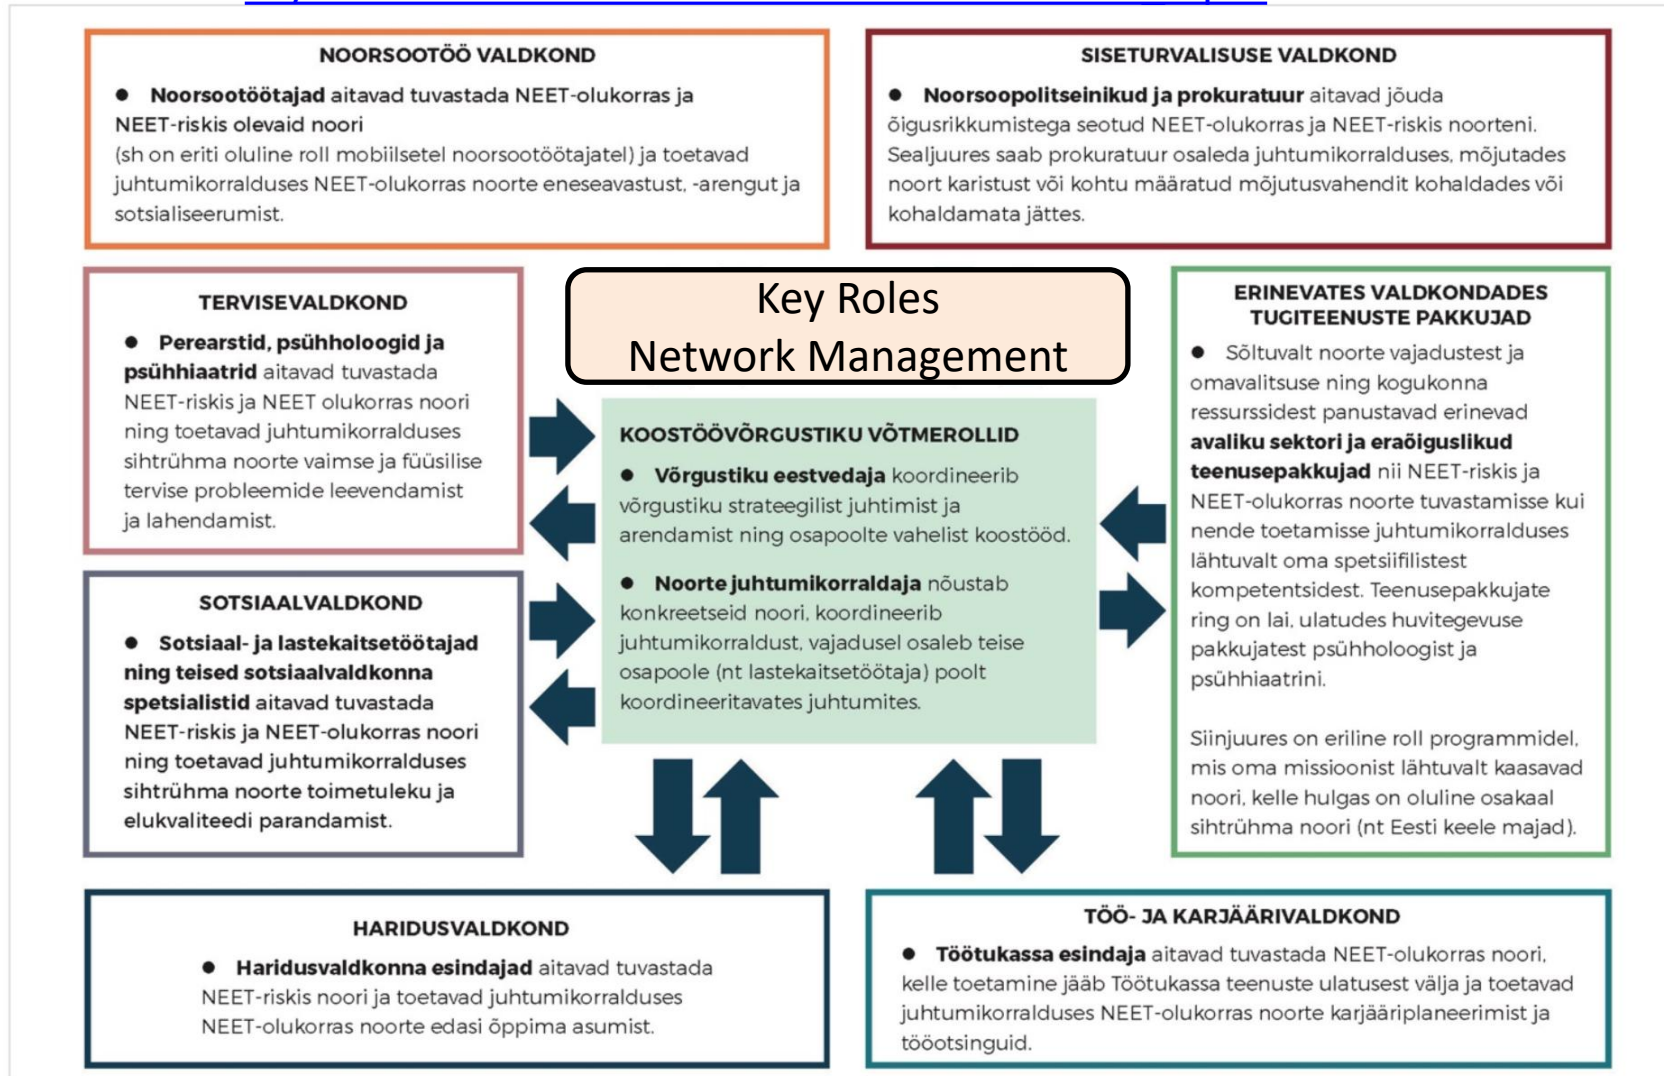 NOORSOOTÖÖ VALDKOND
● Noorsootöötajad aitavad tuvastada NEET-olukorras ja
NEET-riskis olevaid noori
(sh on eriti oluline roll mobiilsetel noorsootöötajatel) ja toetavad
juhtumikorralduses NEET-olukorras noorte eneseavastust, -arengut ja
sotsialiseerumist.
SISETURVALISUSE VALDKOND
● Noorsoopolitseinikud ja prokuratuur aitavad jõuda
õigusrikkumistega seotud NEET-olukorras ja NEET-riskis noorteni.
Sealjuures saab prokuratuur osaleda juhtumikorralduses, mõjutades
noort karistust või kohtu määratud mõjutusvahendit kohaldades või
kohaldamata jättes.
TERVISEVALDKOND
● Perearstid, psühholoogid ja
psühhiaatrid aitavad tuvastada
NEET-riskis ja NEET olukorras noori
ning toetavad juhtumikorralduses
sihtrühma noorte vaimse ja füüsilise
tervise probleemide leevendamist
ja lahendamist.
Key Roles
Network Management
KOOSTÖÖVÕRGUSTIKU VÕTMEROLLID
● Võrgustiku eestvedaja koordineerib
võrgustiku strateegilist juhtimist ja
arendamist ning osapoolte vahelist koostööd.
● Noorte juhtumikorraldaja nõustab
konkreetseid noori, koordineerib
juhtumikorraldust, vajadusel osaleb teise
osapoole (nt lastekaitsetöötaja) poolt
koordineeritavates juhtumites.
ERINEVATES VALDKONDADES
TUGITEENUSTE PAKKUJAD
● Sõltuvalt noorte vajadustest ja
omavalitsuse ning kogukonna
ressurssidest panustavad erinevad
avaliku sektori ja eraõiguslikud
teenusepakkujad nii NEET-riskis ja
NEET-olukorras noorte tuvastamisse kui
nende toetamisse juhtumikorralduses
lähtuvalt oma spetsiifilistest
kompetentsidest. Teenusepakkujate
ring on lai, ulatudes huvitegevuse
pakkujatest psühholoogist ja
psühhiaatrini.
Siinjuures on eriline roll programmidel,
mis oma missioonist lähtuvalt kaasavad
noori, kelle hulgas on oluline osakaal
sihtrühma noori (nt Eesti keele majad).
SOTSIAALVALDKOND
● Sotsiaal- ja lastekaitsetöötajad
ning teised sotsiaalvaldkonna
spetsialistid aitavad tuvastada
NEET-riskis ja NEET-olukorras noori
ning toetavad juhtumikorralduses
sihtrühma noorte toimetuleku ja
elukvaliteedi parandamist.
HARIDUSVALDKOND
● Haridusvaldkonna esindajad aitavad tuvastada
NEET-riskis noori ja toetavad juhtumikorralduses
NEET-olukorras noorte edasi õppima asumist.
TÖÖ- JA KARJÄÄRIVALDKOND
● Töötukassa esindaja aitavad tuvastada NEET-olukorras noori,
kelle toetamine jääb Töötukassa teenuste ulatusest välja ja toetavad
juhtumikorralduses NEET-olukorras noorte karjääriplaneerimist ja
tööotsinguid.